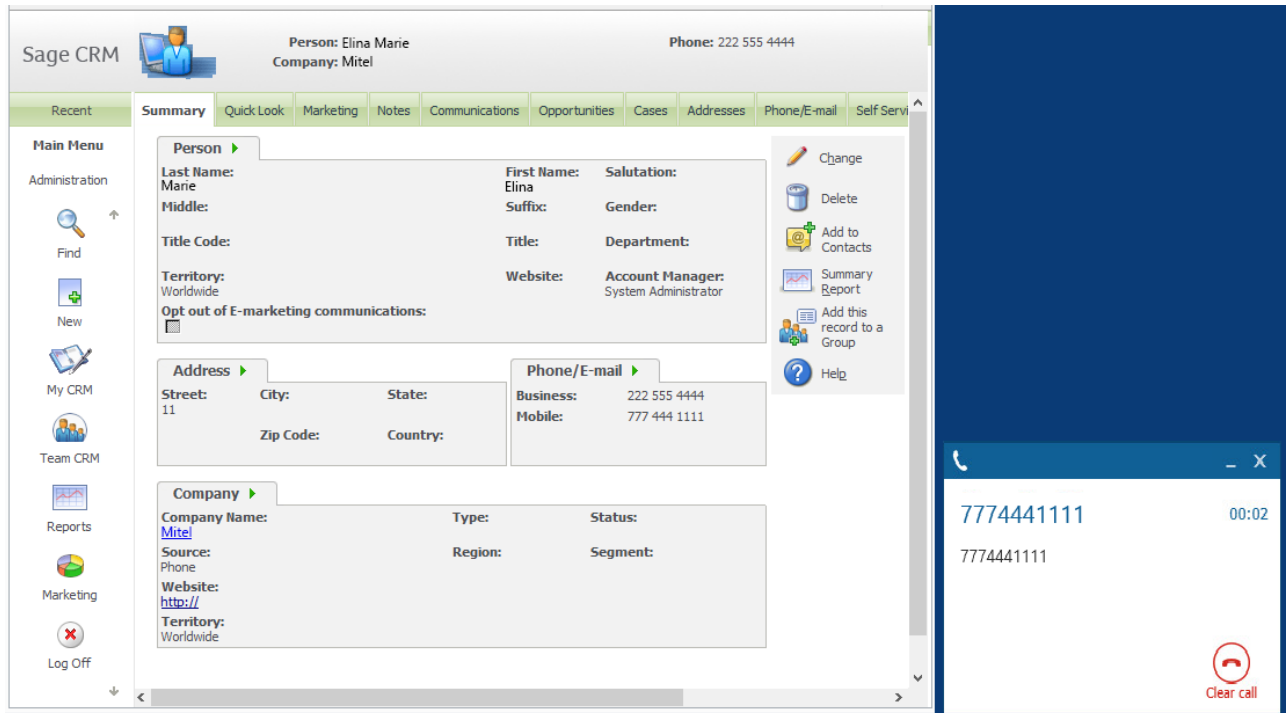 Sage CRM
Person: Elina Marie
Company: Mitel
Phone: 222 555 4444
Recent
Summary Quick Look Marketing Notes Communications Opportunities Cases Addresses Phone/E-mail Self Servi
Main Menu
Administration
Find
New
My CRM
Team CRM
Reports
Marketing
Log Off
Person
Last Name: First Name: Salutation:
Marie Elina
Middle: Suffix: Gender:
Title Code: Title: Department:
Territory: Website: Account Manager:
Worldwide System Administrator
Opt out of E-marketing communications:
Address
Street: City: State:
11
Zip Code: Country:
Phone/E-mail
Business: 222 555 4444
Mobile: 777 444 1111
Company
Company Name: Type: Status:
Mitel
Source: Region: Segment:
Phone
Website:
http://
Territory:
Worldwide
Change
Delete
Add to
Contacts
Summary
Report
Add this
record to a
Group
Help
7774441111 00:02
7774441111
Clear call